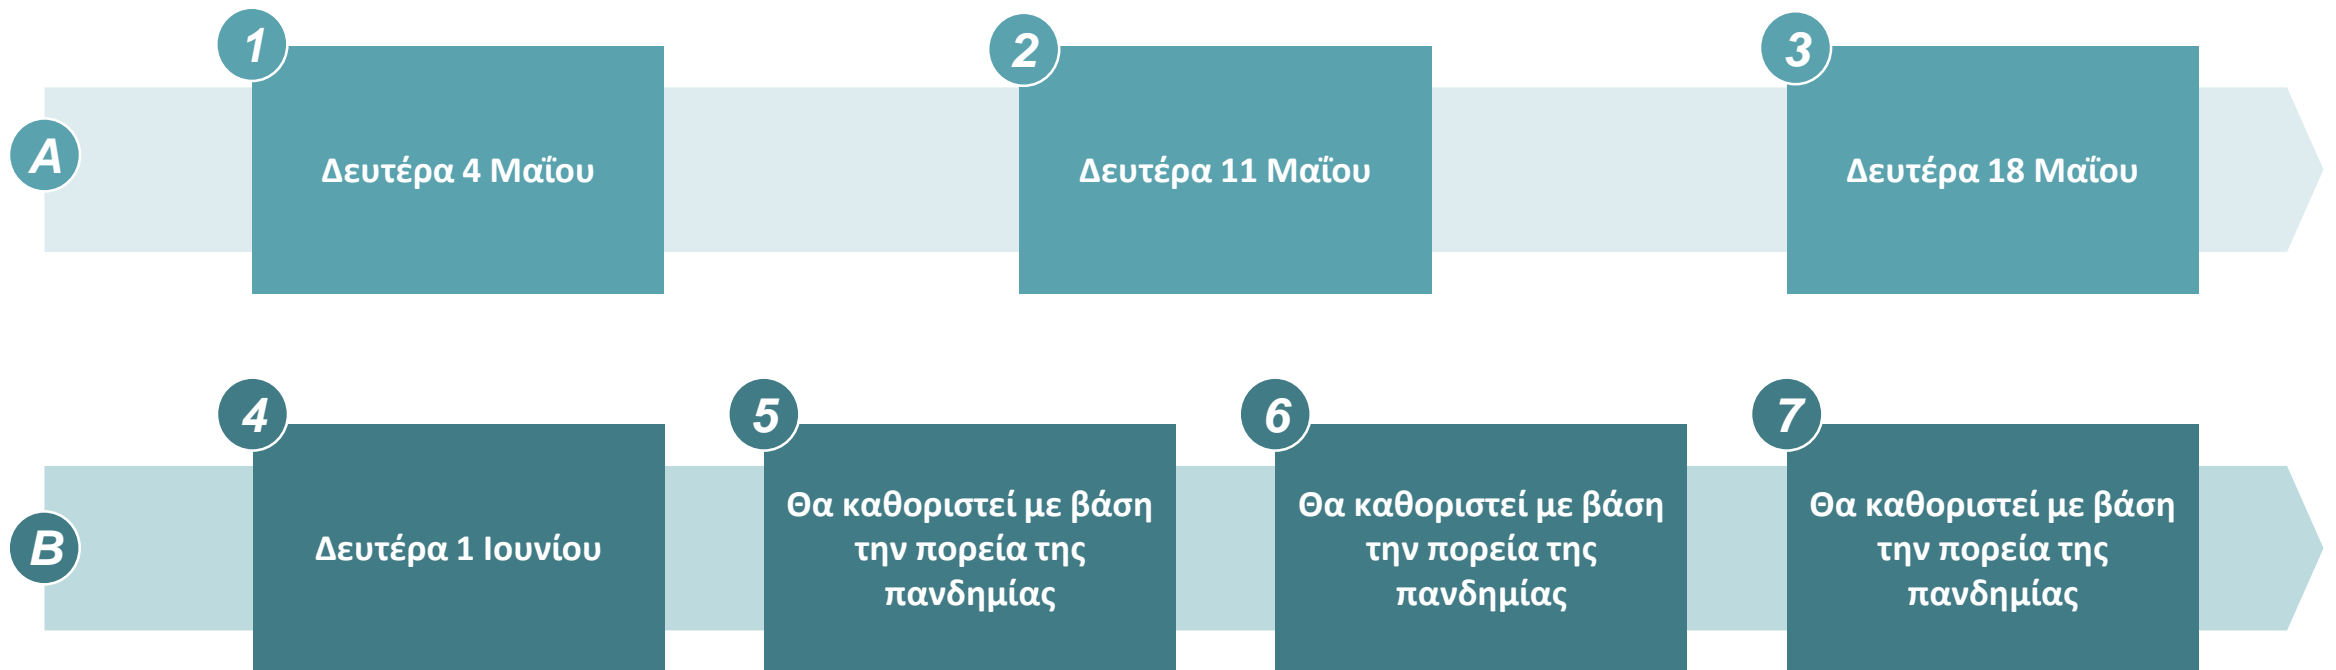 1
2
3
A
Δευτέρα 4 Μαΐου
Δευτέρα 11 Μαΐου
Δευτέρα 18 Μαΐου
4
5
6
7
B
Δευτέρα 1 Ιουνίου
Θα καθοριστεί με βάση
την πορεία της
πανδημίας
Θα καθοριστεί με βάση
την πορεία της
πανδημίας
Θα καθοριστεί με βάση
την πορεία της
πανδημίας